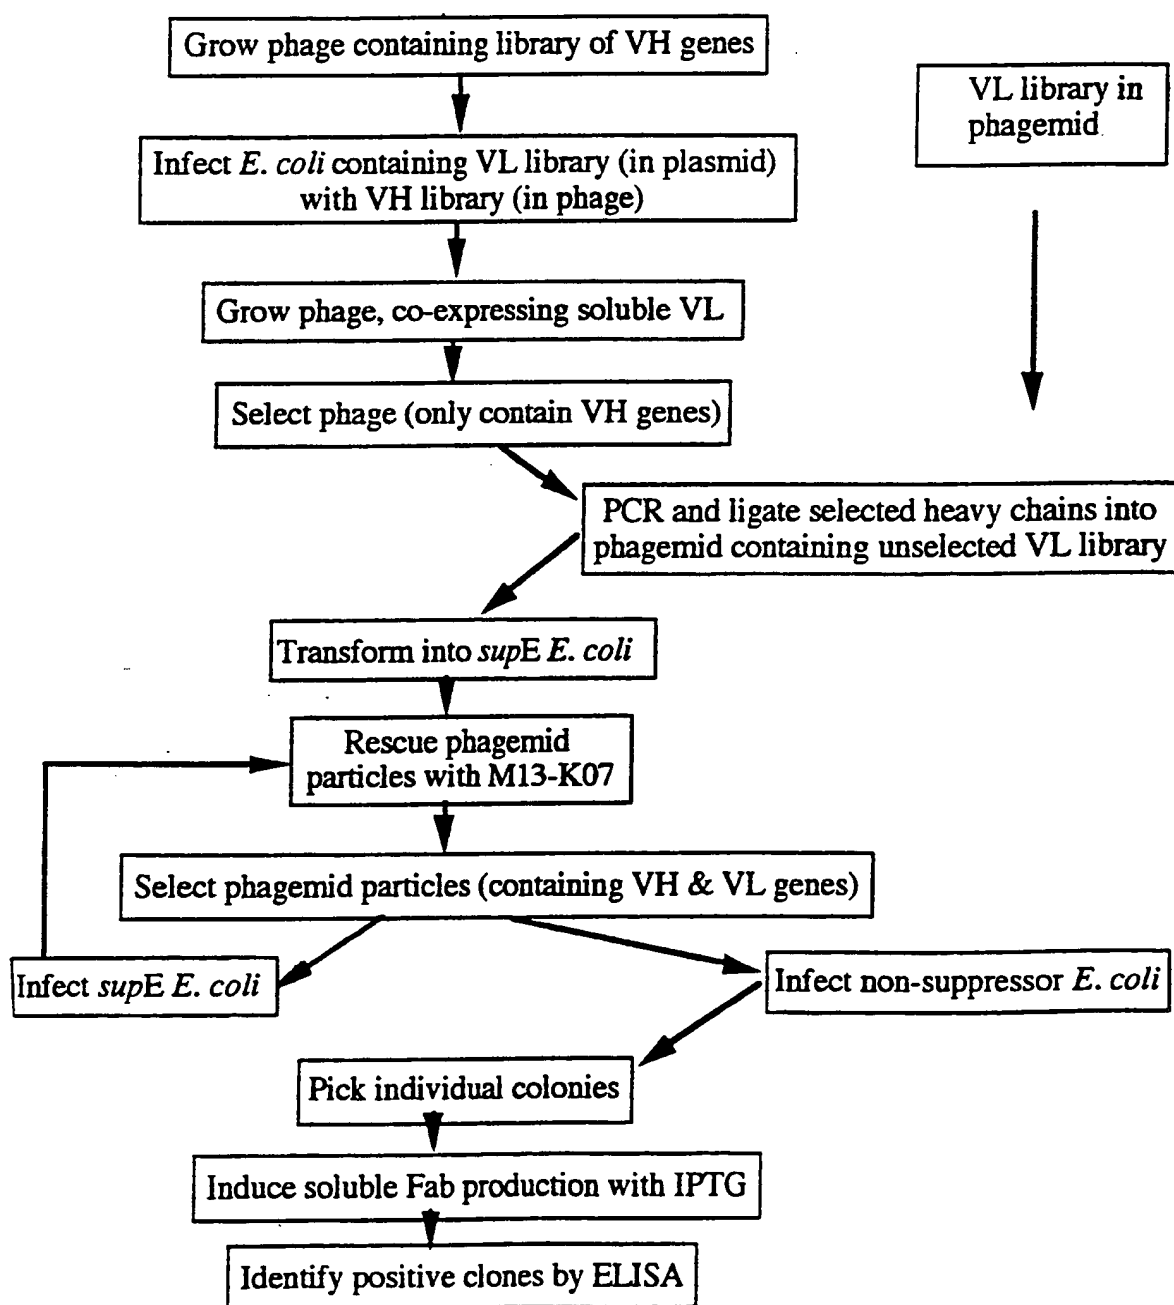 Grow phage containing library of VH genes
VL library in
phagemid
Infect E. coli containing VL library (in plasmid)
with VH library (in phage)
Grow phage, co-expressing soluble VL
Select phage (only contain VH genes)
PCR and ligate selected heavy chains into
phagemid containing unselected VL library
Transform into supE E. coli
Rescue phagemid
particles with M13-K07
Select phagemid particles (containing VH & VL genes)
Infect supE E. coli
Infect non-suppressor E. coli
Pick individual colonies
Induce soluble Fab production with IPTG
Identify positive clones by ELISA